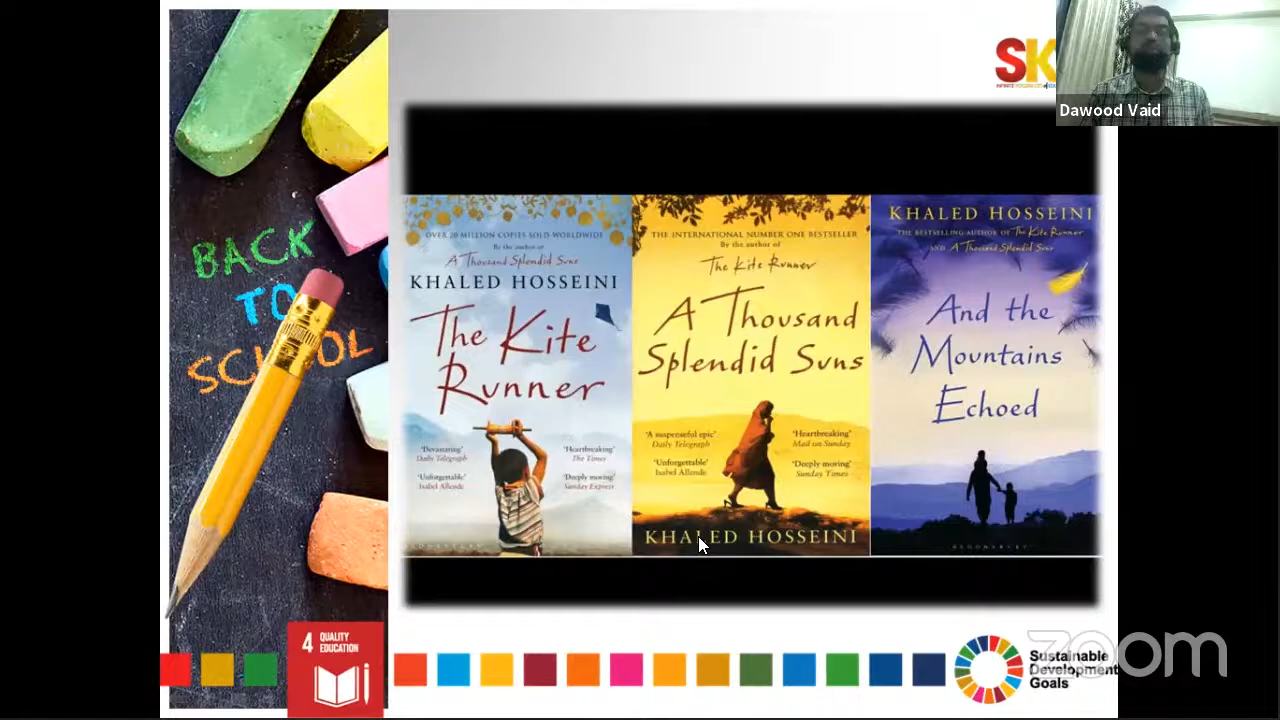 BACK
TO
SCHOOL
SK
Dawood Vaid
OVER 20 MILLION COPIES SOLD WORLDWIDE
By the author of
A Thousand Splendid Suns
KHALED HOSSEINI
The Kite
Runner
'Devastating'
Daily Telegraph
'Heartbreaking'
The Times
'Unforgettable'
Isabel Allende
'Deeply moving'
Sunday Express
BLOOMSBURY
THE INTERNATIONAL NUMBER ONE BESTSELLER
By the author of
The Kite Runner
A Thousand
Splendid Suns
'A suspenseful epic'
Daily Telegraph
'Heartbreaking'
Mail on Sunday
'Unforgettable'
Isabel Allende
'Deeply moving'
Sunday Times
KHALED HOSSEINI
KHALED HOSSEINI
THE BESTSELLING AUTHOR OF The Kite Runner
AND A Thousand Splendid Suns
And the
Mountains
Echoed
BLOOMSBURY
4 QUALITY
EDUCATION
Sustainable
Development
Goals
zoom